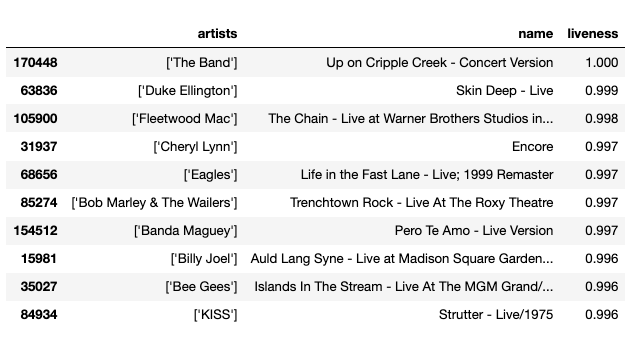 artists name liveness
170448 ['The Band'] Up on Cripple Creek - Concert Version 1.000
63836 ['Duke Ellington'] Skin Deep - Live 0.999
105900 ['Fleetwood Mac'] The Chain - Live at Warner Brothers Studios in... 0.998
31937 ['Cheryl Lynn'] Encore 0.997
68656 ['Eagles'] Life in the Fast Lane - Live; 1999 Remaster 0.997
85274 ['Bob Marley & The Wailers'] Trenchtown Rock - Live At The Roxy Theatre 0.997
154512 ['Banda Maguey'] Pero Te Amo - Live Version 0.997
15981 ['Billy Joel'] Auld Lang Syne - Live at Madison Square Garden... 0.996
35027 ['Bee Gees'] Islands In The Stream - Live At The MGM Grand/... 0.996
84934 ['KISS'] Strutter - Live/1975 0.996